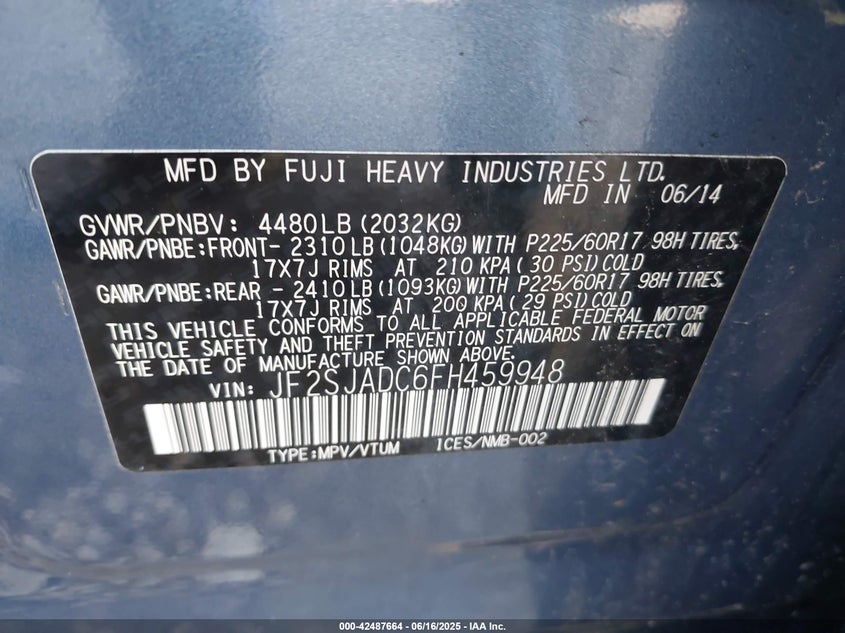 MFD BY FUJI HEAVY INDUSTRIES LTD.
MFD IN 06/14
GVWR/PNBV: 4480LB (2032KG)
GAWR/PNBE:FRONT- 2310LB (1048KG) WITH P225/60R17 98H TIRES,
17X7J RIMS AT 210 KPA ( 30 PSI) COLD
GAWR/PNBE:REAR - 2410LB (1093KG) WITH P225/60R17 98H TIRES,
17X7J RIMS AT 200 KPA ( 29 PSI) COLD
THIS VEHICLE CONFORMS TO ALL APPLICABLE FEDERAL MOTOR
VEHICLE SAFETY AND THEFT PREVENTION STANDARDS IN EFFECT ON
THE DATE OF MANUFACTURE SHOWN ABOVE.
VIN: JF2SJADC6FH459948
TYPE:MPV/VTUM ICES/NMB-002
000-42487664 - 06/16/2025 - IAA Inc.